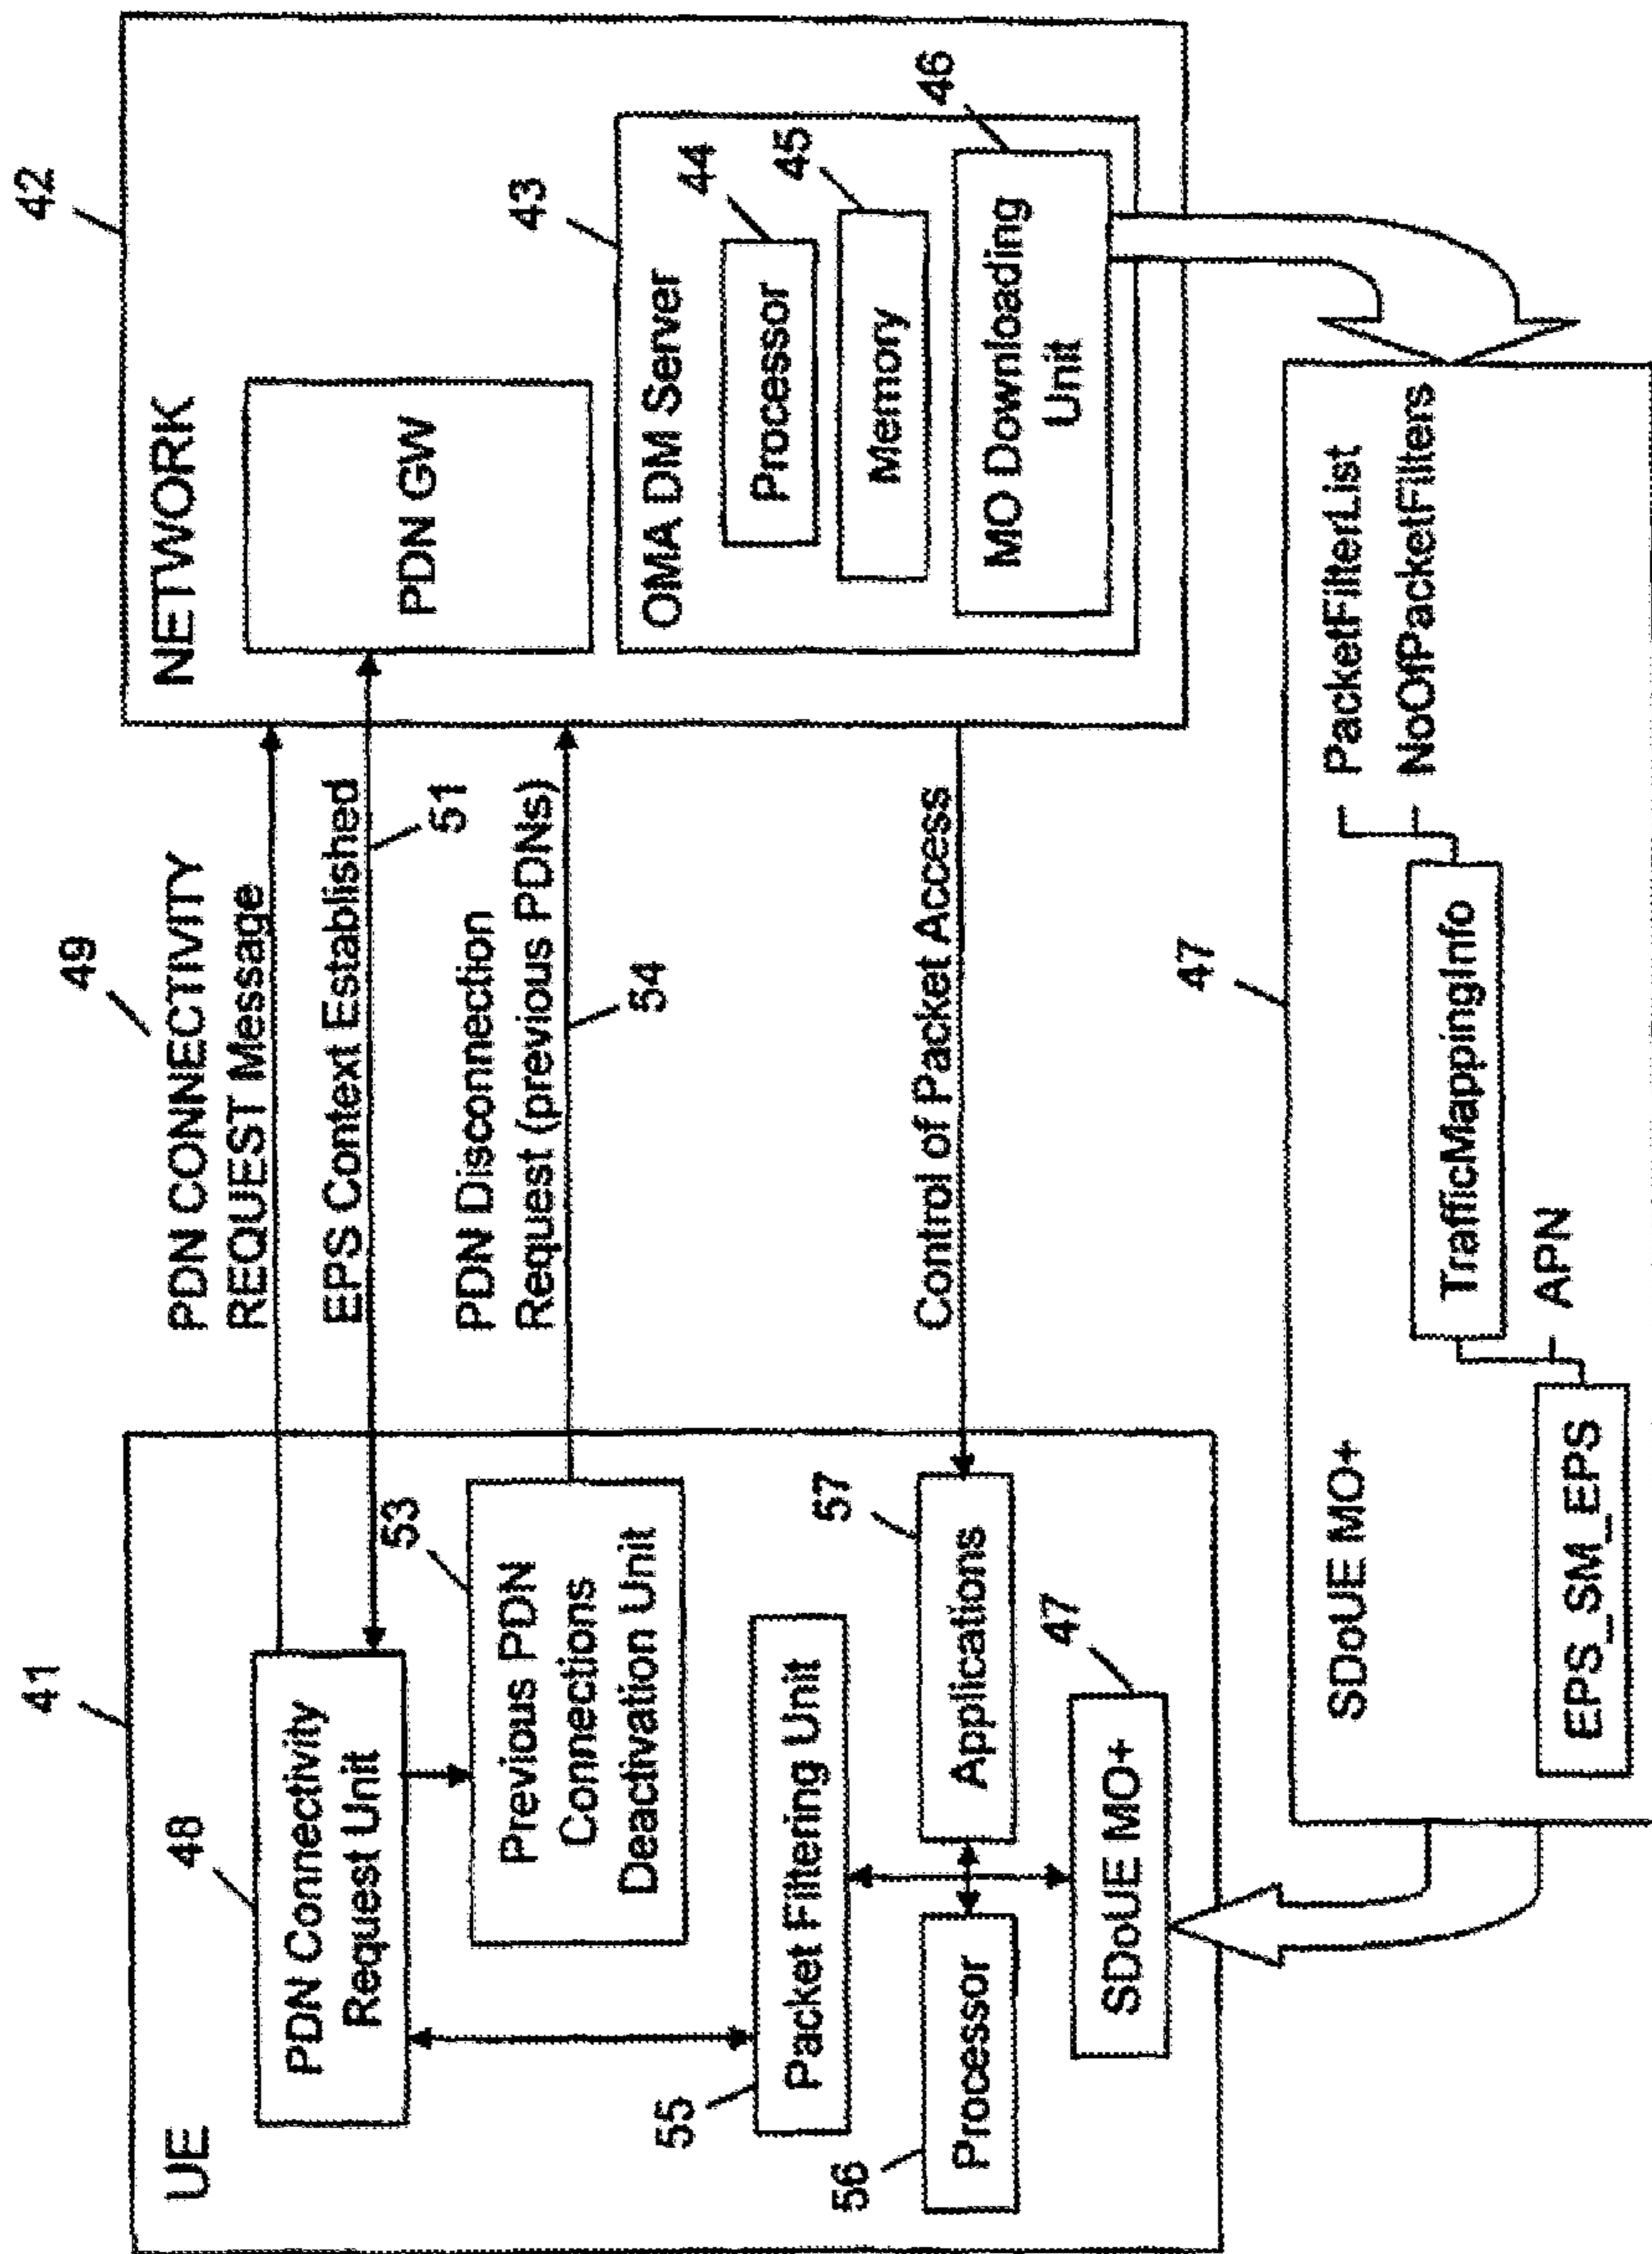 UE
41
48
PDN Connectivity
Request Unit
53
Previous PDN
Connections
Deactivation Unit
55
Packet Filtering Unit
56
Processor
57
Applications
47
SDoUE MO+
49
PDN CONNECTIVITY
REQUEST Message
EPS Context Established
51
PDN Disconnection
Request (previous PDNs)
54
Control of Packet Access
42
NETWORK
PDN GW
43
OMA DM Server
44
Processor
45
Memory
46
MO Downloading
Unit
47
SDoUE MO+
EPS_SM_EPS
APN
TrafficMappingInfo
PacketFilterList
NoOfPacketFilters